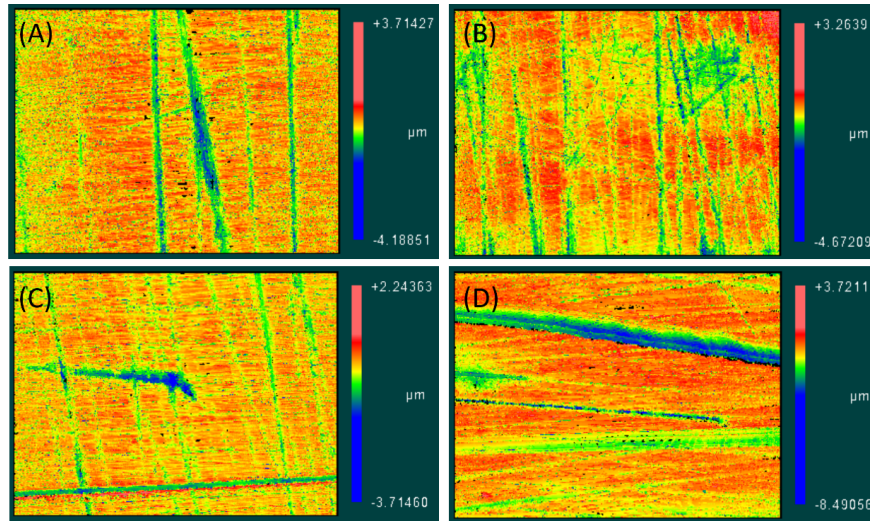 (A)
+3.71427
µm
-4.18851
(B)
+3.2639
µm
-4.67209
(C)
+2.24363
µm
-3.71460
(D)
+3.7211
µm
-8.49056